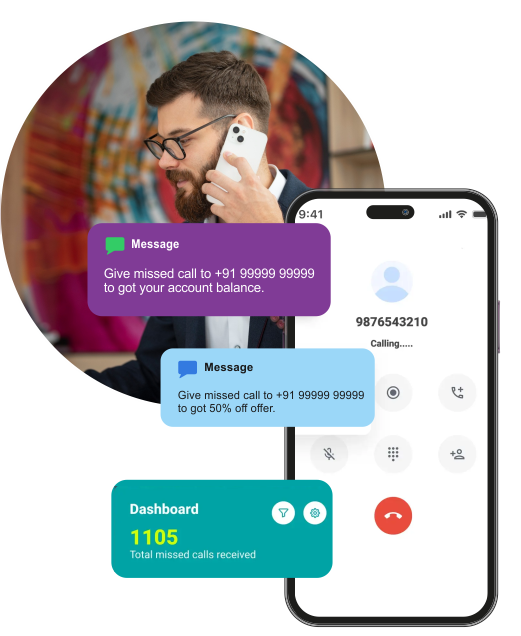 9:41
Message
Give missed call to +91 99999 99999
to got your account balance.
9876543210
Calling.....
Message
Give missed call to +91 99999 99999
to got 50% off offer.
Dashboard
1105
Total missed calls received